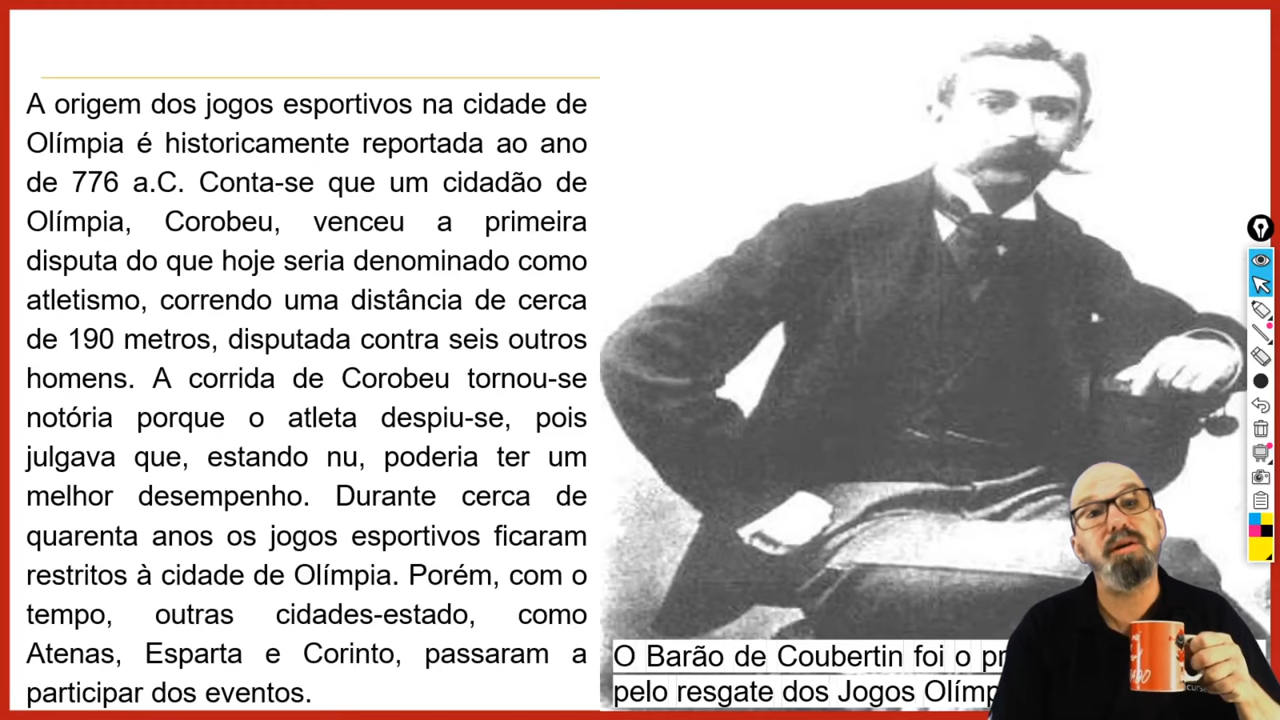 A origem dos jogos esportivos na cidade de
Olímpia é historicamente reportada ao ano
de 776 a.C. Conta-se que um cidadão de
Olímpia, Corobeu, venceu a primeira
disputa do que hoje seria denominado como
atletismo, correndo uma distância de cerca
de 190 metros, disputada contra seis outros
homens. A corrida de Corobeu tornou-se
notória porque o atleta despiu-se, pois
julgava que, estando nu, poderia ter um
melhor desempenho. Durante cerca de
quarenta anos os jogos esportivos ficaram
restritos à cidade de Olímpia. Porém, com o
tempo, outras cidades-estado, como
Atenas, Esparta e Corinto, passaram a
participar dos eventos.
O Barão de Coubertin foi o
pelo resgate dos Jogos